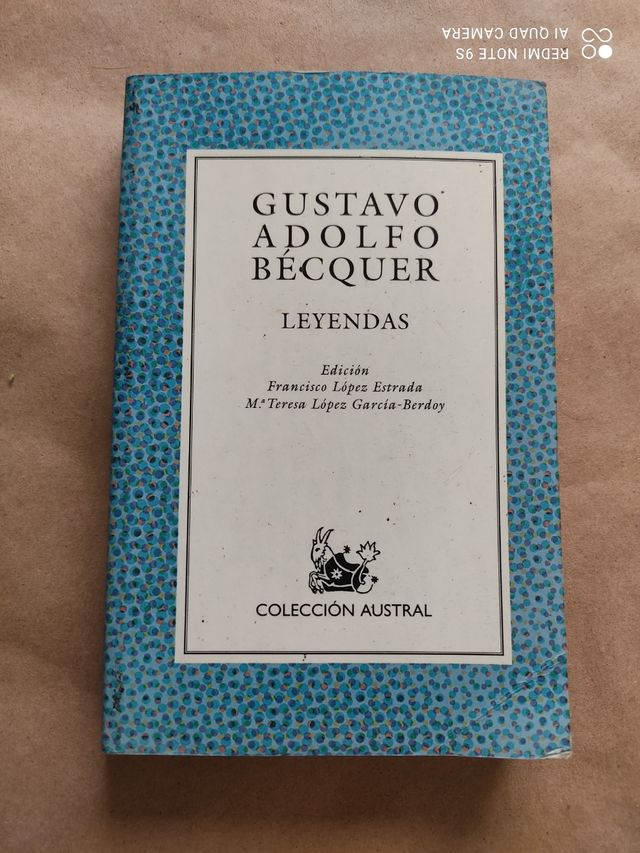 GUSTAVO
ADOLFO
BÉCQUER
LEYENDAS
Edición
Francisco López Estrada
M.ª Teresa López García-Berdoy
COLECCIÓN AUSTRAL
REDMI NOTE 9S
AI QUAD CAMERA